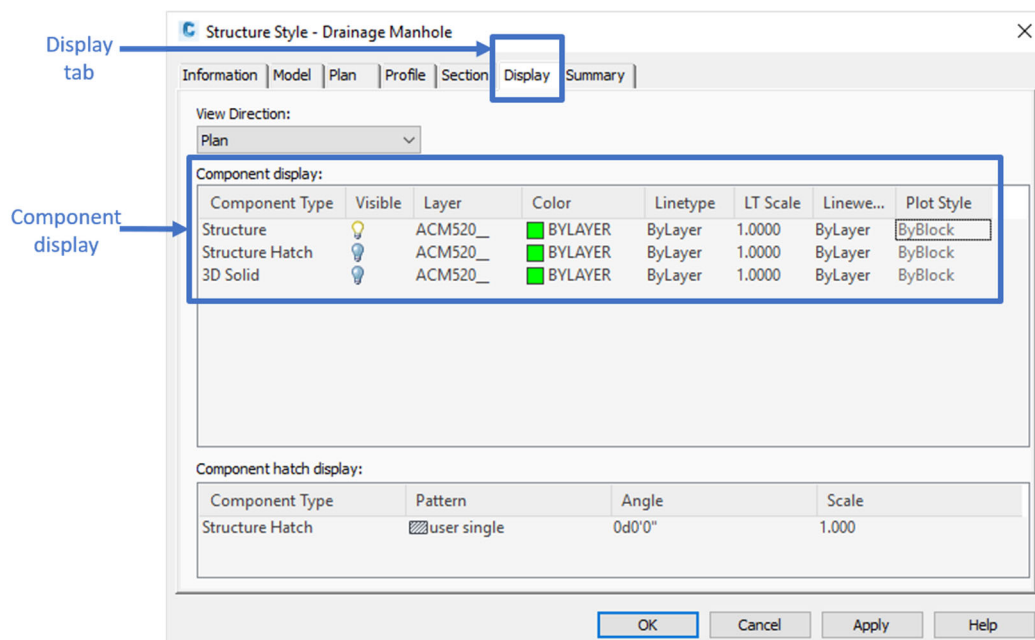 Structure Style - Drainage Manhole
Display
tab
Information Model Plan Profile Section Display Summary
View Direction:
Plan
Component display:
Component Type Visible Layer Color Linetype LT Scale Linewe... Plot Style
Component
display
Structure ACM520__ BYLAYER ByLayer 1.0000 ByLayer ByBlock
Structure Hatch ACM520__ BYLAYER ByLayer 1.0000 ByLayer ByBlock
3D Solid ACM520__ BYLAYER ByLayer 1.0000 ByLayer ByBlock
Component hatch display:
Component Type Pattern Angle Scale
Structure Hatch user single 0d0'0" 1.000
OK Cancel Apply Help